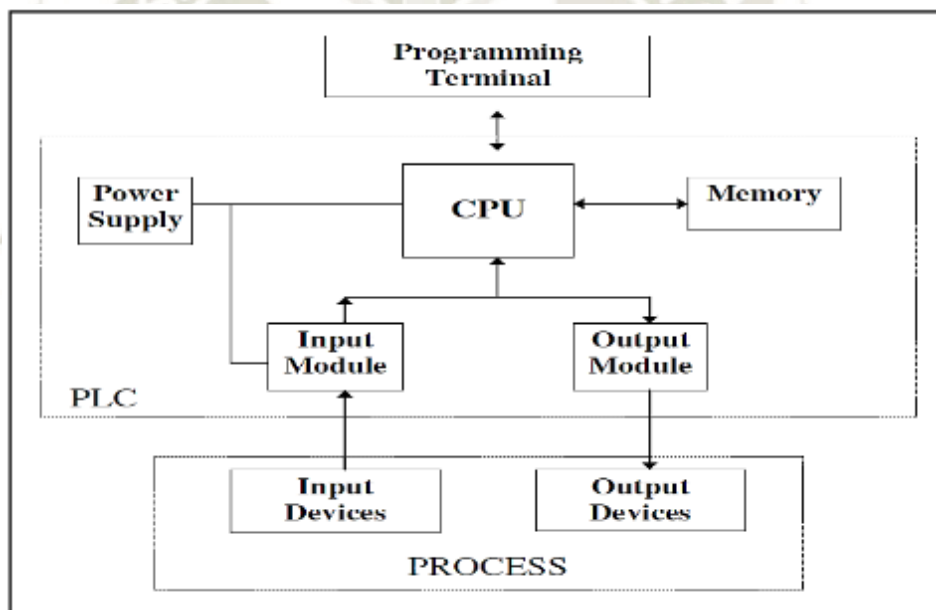 Programming
Terminal
Power
Supply
CPU
Memory
Input
Module
Output
Module
PLC
Input
Devices
Output
Devices
PROCESS